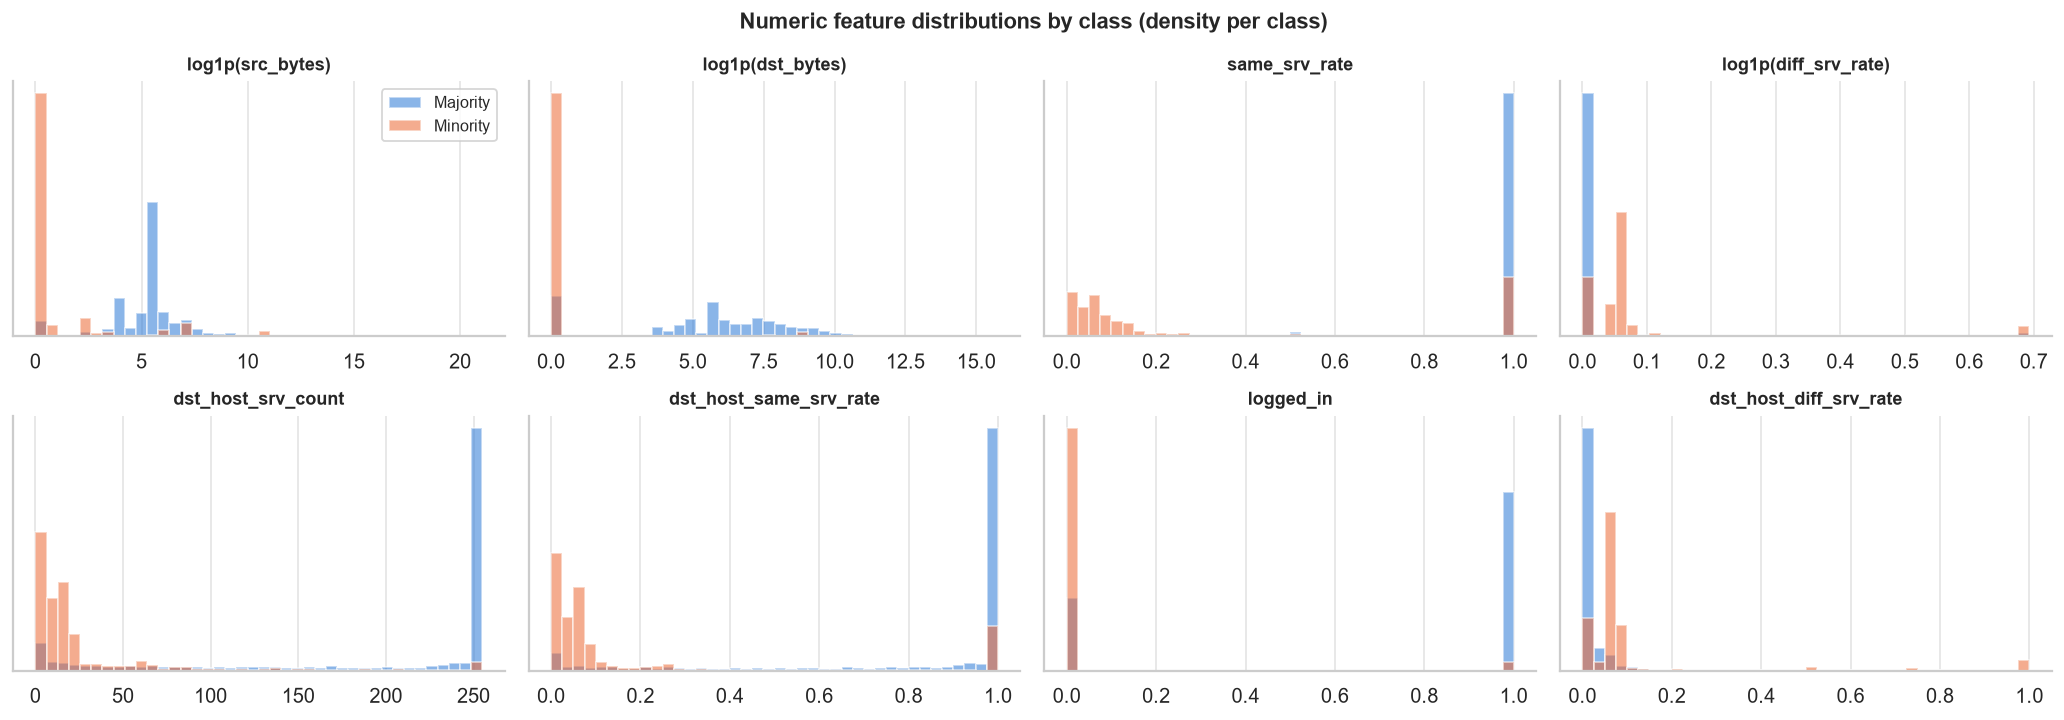 Numeric feature distributions by class (density per class)
log1p(src_bytes)
Majority
Minority
0 5 10 15 20
log1p(dst_bytes)
0.0 2.5 5.0 7.5 10.0 12.5 15.0
same_srv_rate
0.0 0.2 0.4 0.6 0.8 1.0
log1p(diff_srv_rate)
0.0 0.1 0.2 0.3 0.4 0.5 0.6 0.7
dst_host_srv_count
0 50 100 150 200 250
dst_host_same_srv_rate
0.0 0.2 0.4 0.6 0.8 1.0
logged_in
0.0 0.2 0.4 0.6 0.8 1.0
dst_host_diff_srv_rate
0.0 0.2 0.4 0.6 0.8 1.0